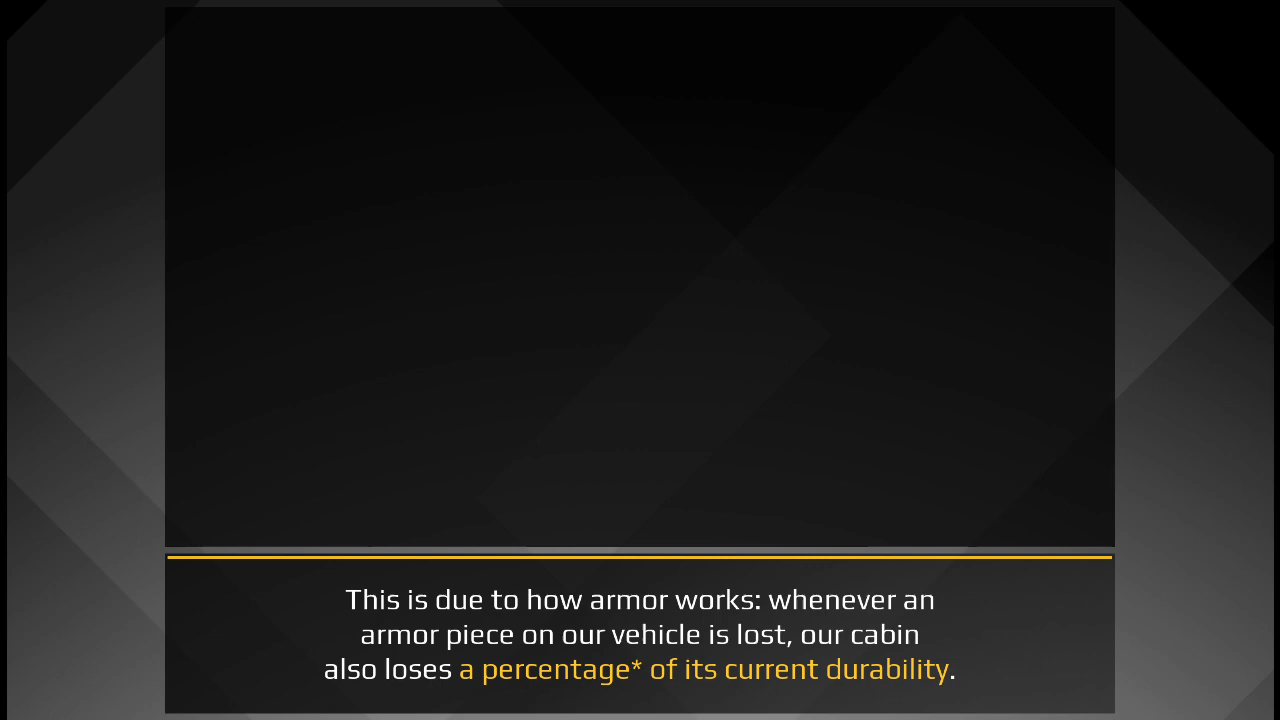 This is due to how armor works: whenever an
armor piece on our vehicle is lost, our cabin
also loses a percentage* of its current durability.